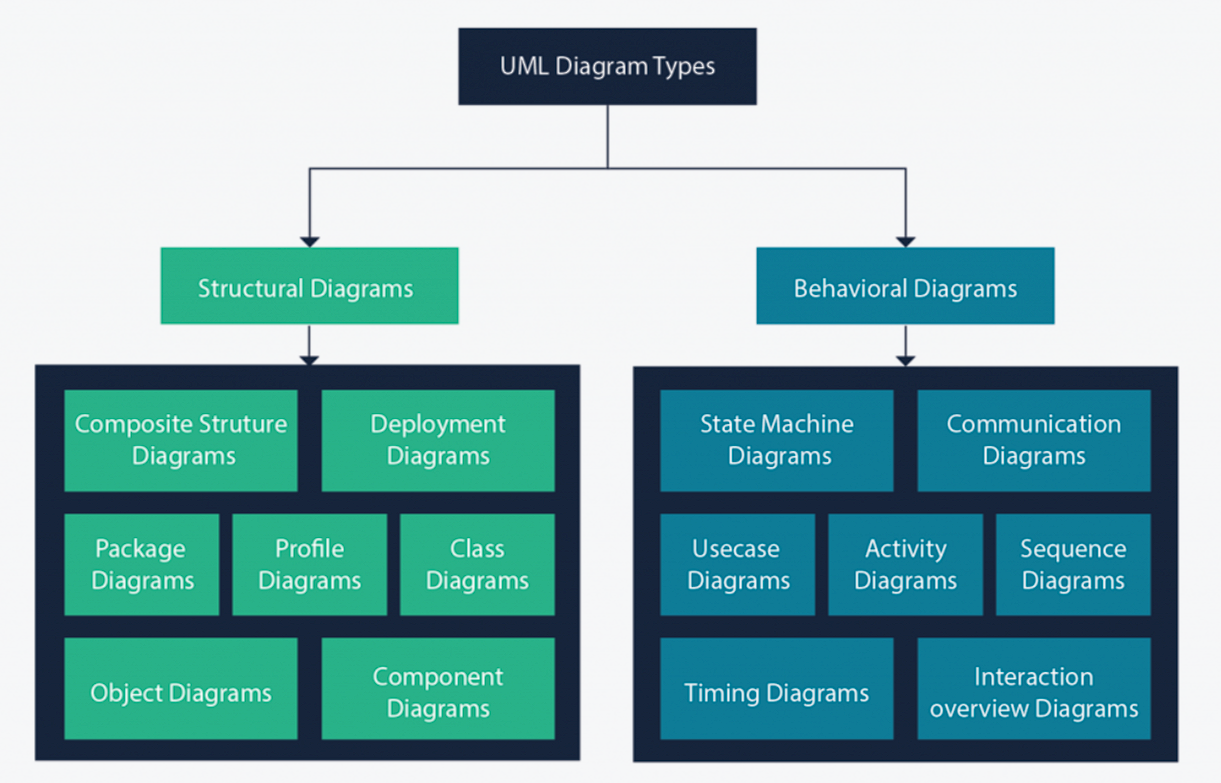 UML Diagram Types
Structural Diagrams
Behavioral Diagrams
Composite Struture
Diagrams
Deployment
Diagrams
Package
Diagrams
Profile
Diagrams
Class
Diagrams
Object Diagrams
Component
Diagrams
State Machine
Diagrams
Communication
Diagrams
Usecase
Diagrams
Activity
Diagrams
Sequence
Diagrams
Timing Diagrams
Interaction
overview Diagrams